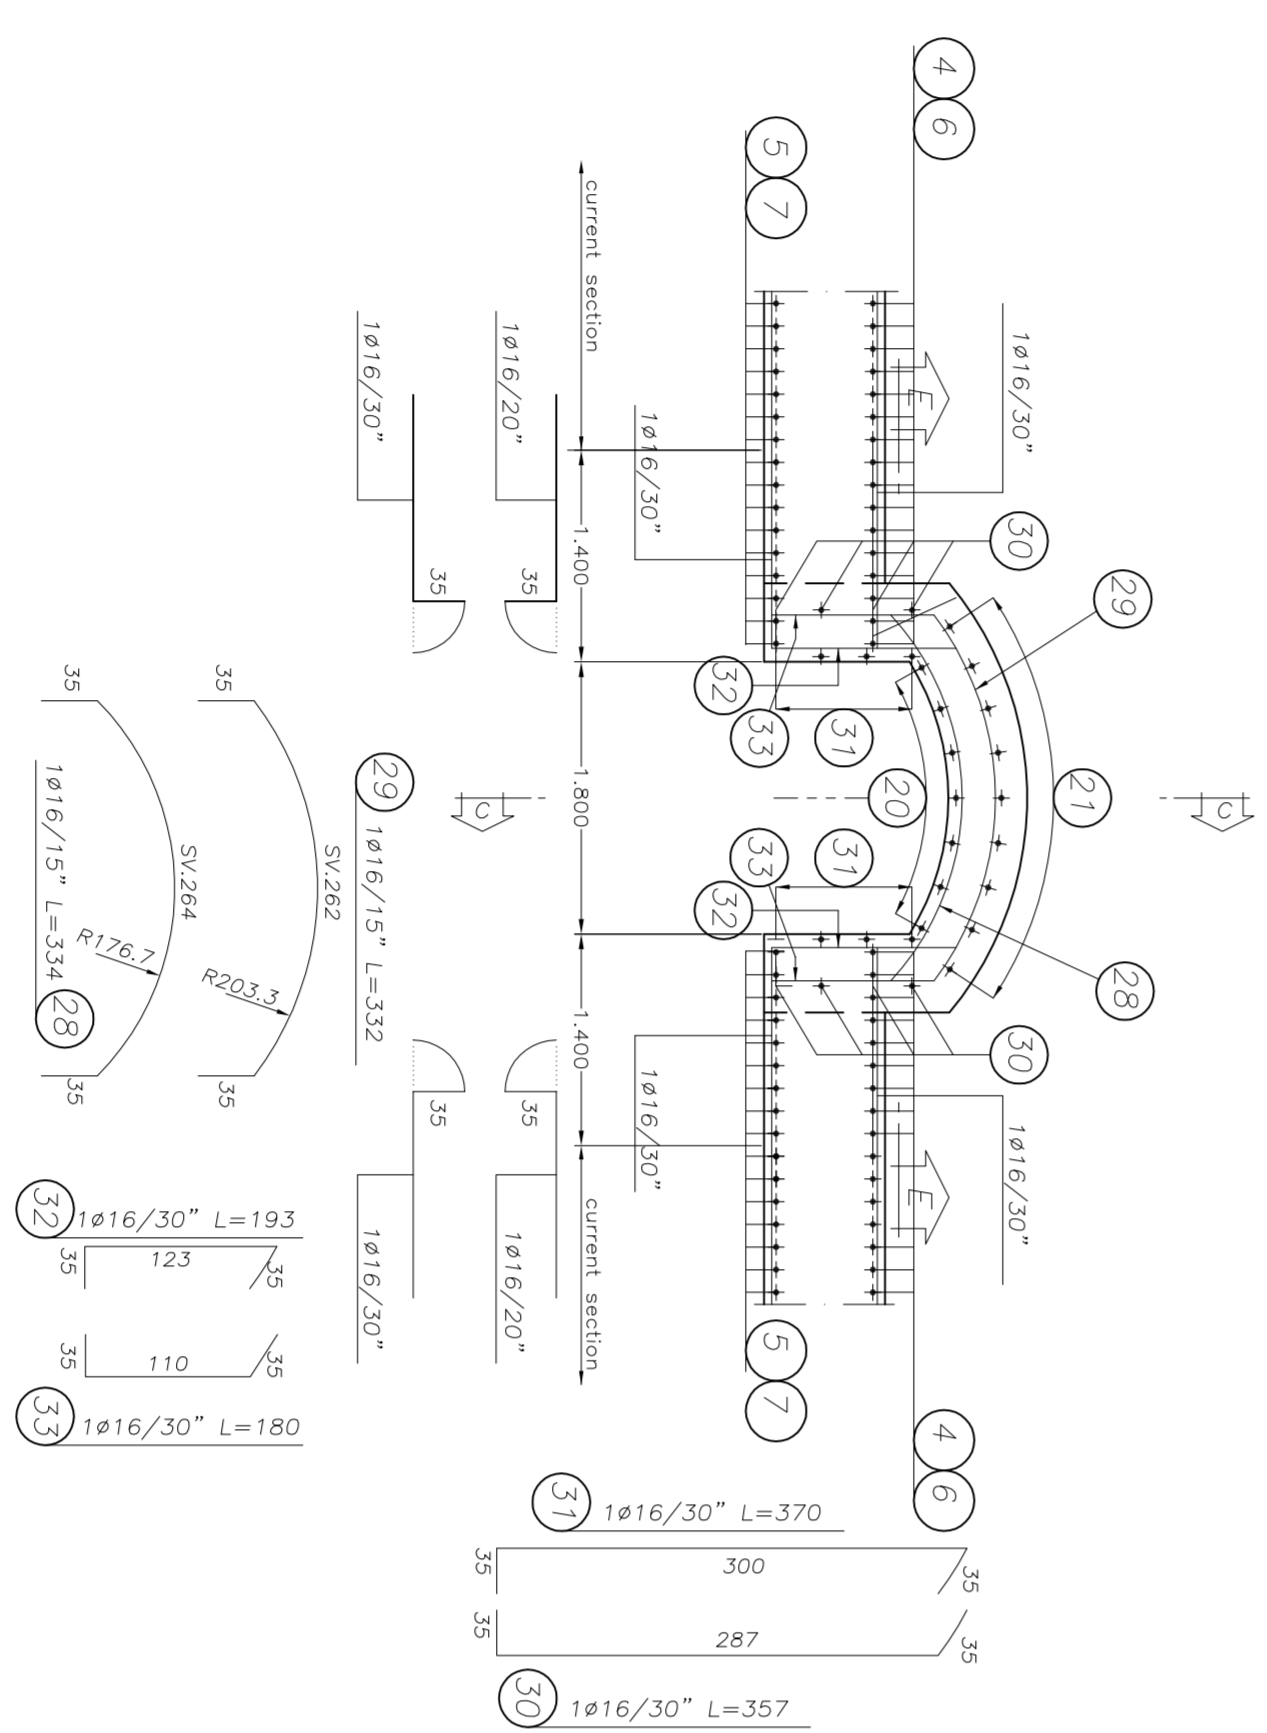 4
6
5
7
current section
1ø16/30”
1ø16/20”
1ø16/30”
1ø16/30”
E
30
29
35
35
1.400
32
33
31
20
21
1.800
C
C
35
35
SV.262
SV.264
29
1ø16/15” L=332
1ø16/15” L=334
28
R176.7
R203.3
33
31
32
28
30
1.400
35
35
35
35
1ø16/30”
1ø16/30”
E
current section
1ø16/30”
1ø16/20”
5
7
4
6
32
1ø16/30” L=193
35
123
35
35
110
35
33
1ø16/30” L=180
31
1ø16/30” L=370
35
300
35
35
287
35
30
1ø16/30” L=357